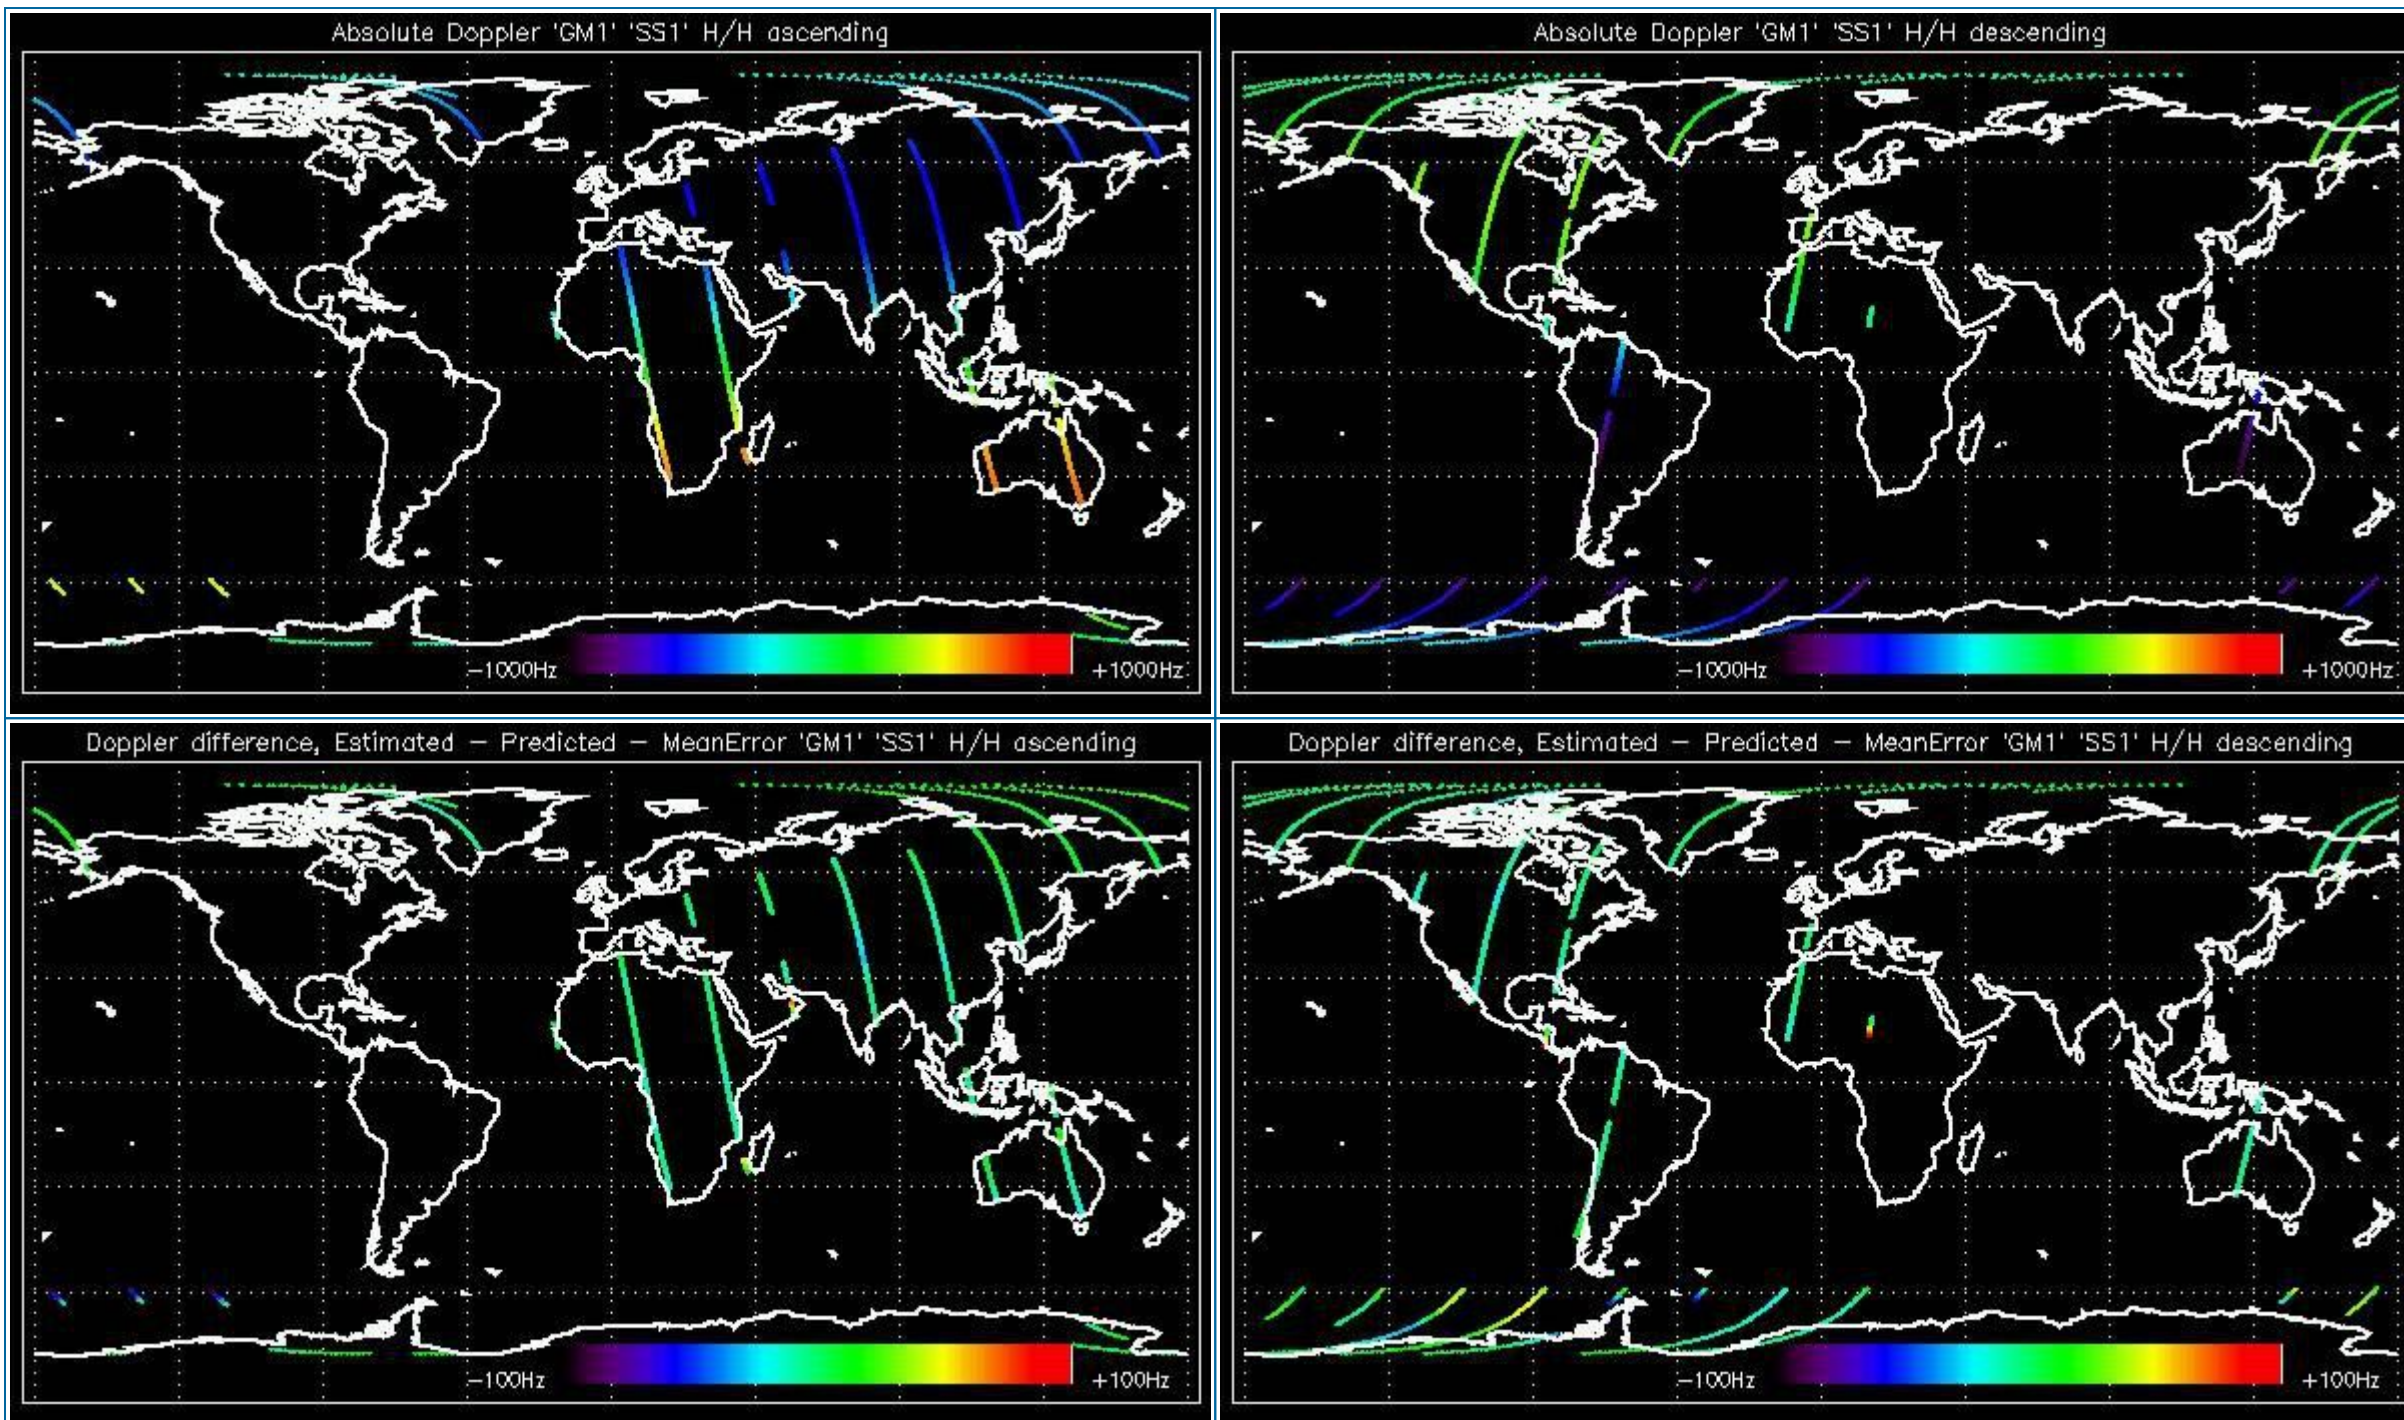 Absolute Doppler 'GM1' 'SS1' H/H ascending
-1000Hz
+1000Hz
Absolute Doppler 'GM1' 'SS1' H/H descending
-1000Hz
+1000Hz
Doppler difference, Estimated - Predicted - MeanError 'GM1' 'SS1' H/H ascending
-100Hz
+100Hz
Doppler difference, Estimated - Predicted - MeanError 'GM1' 'SS1' H/H descending
-100Hz
+100Hz